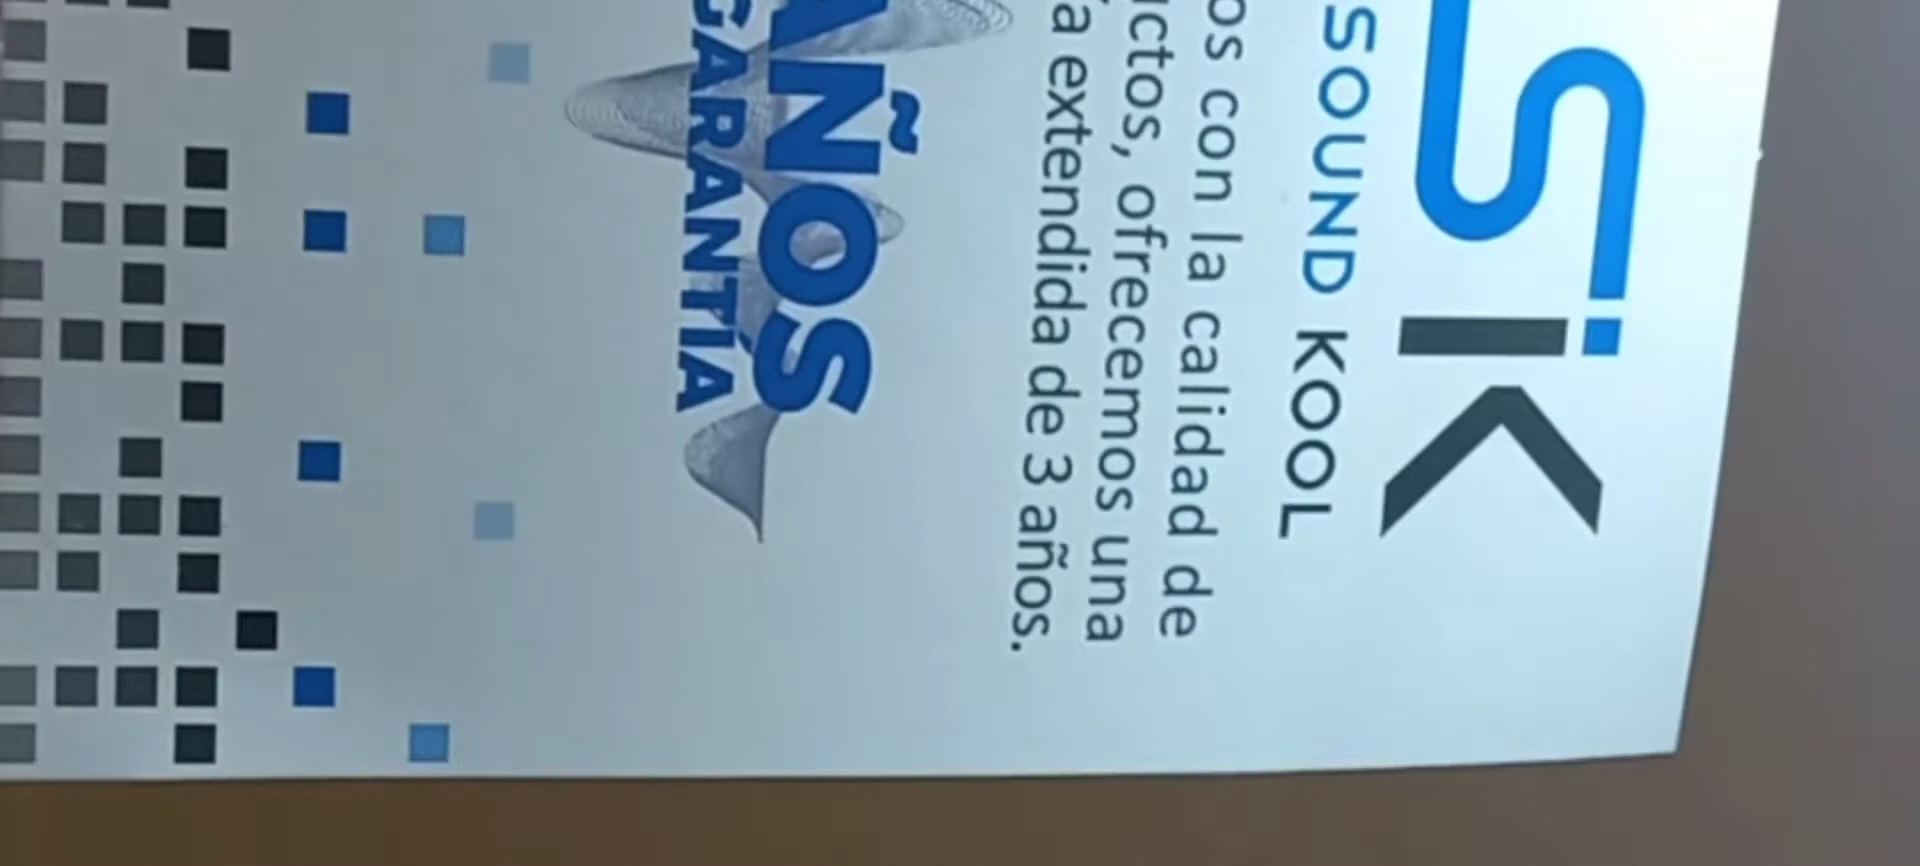 SiK
SOUND KOOL
os con la calidad de
ctos, ofrecemos una
a extendida de 3 años.
AÑOS
GARANTÍA